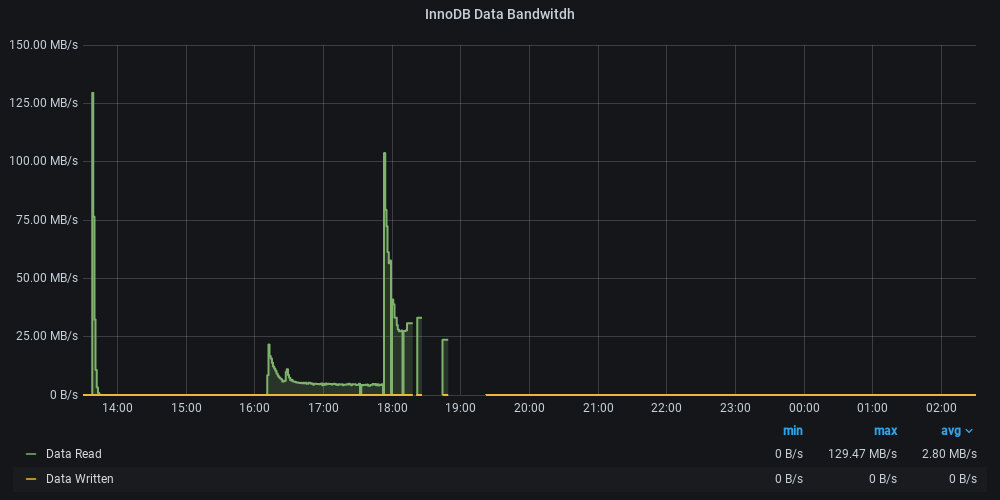 InnoDB Data Bandwitdh
150.00 MB/s
125.00 MB/s
100.00 MB/s
75.00 MB/s
50.00 MB/s
25.00 MB/s
0 B/s
14:00 15:00 16:00 17:00 18:00 19:00 20:00 21:00 22:00 23:00 00:00 01:00 02:00
min max avg
Data Read 0 B/s 129.47 MB/s 2.80 MB/s
Data Written 0 B/s 0 B/s 0 B/s